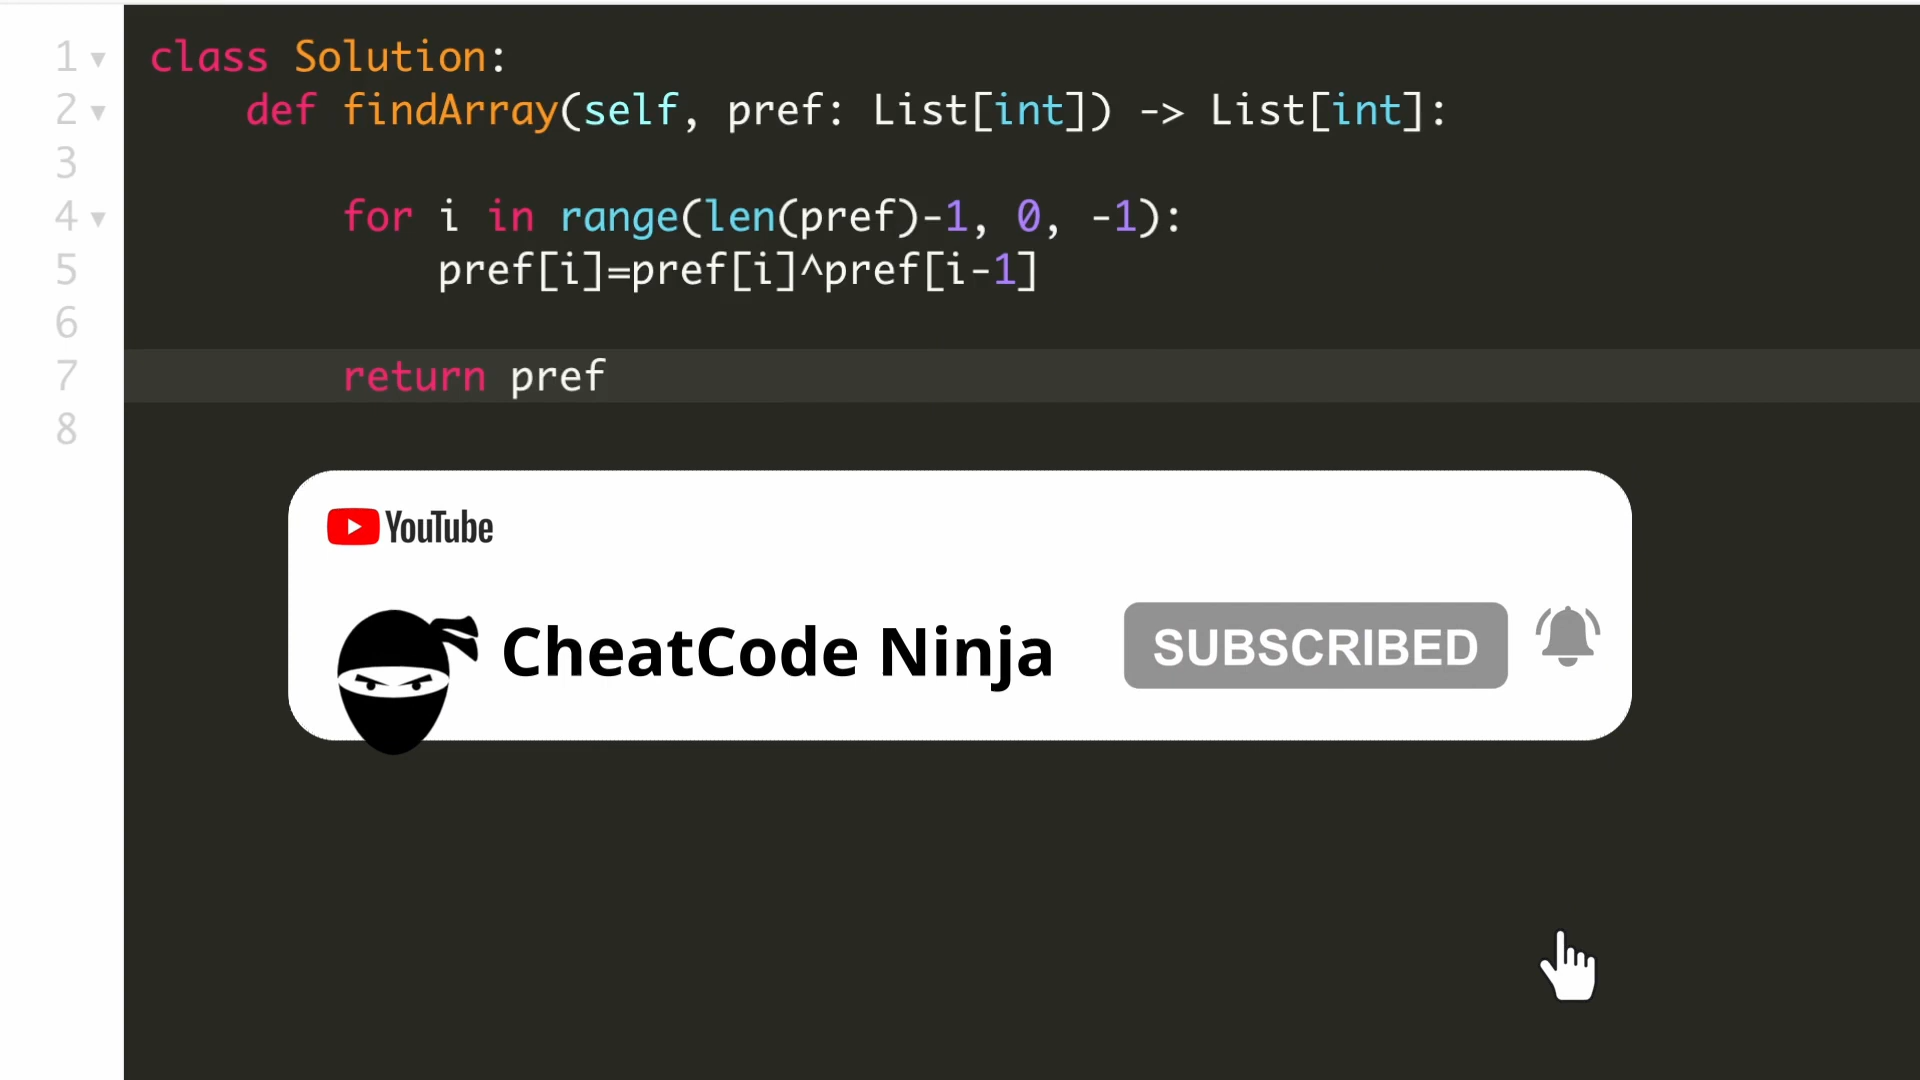 1 class Solution:
2 def findArray(self, pref: List[int]) -> List[int]:
3
4 for i in range(len(pref)-1, 0, -1):
5 pref[i]=pref[i]^pref[i-1]
6
7 return pref
8
YouTube
CheatCode Ninja
SUBSCRIBED